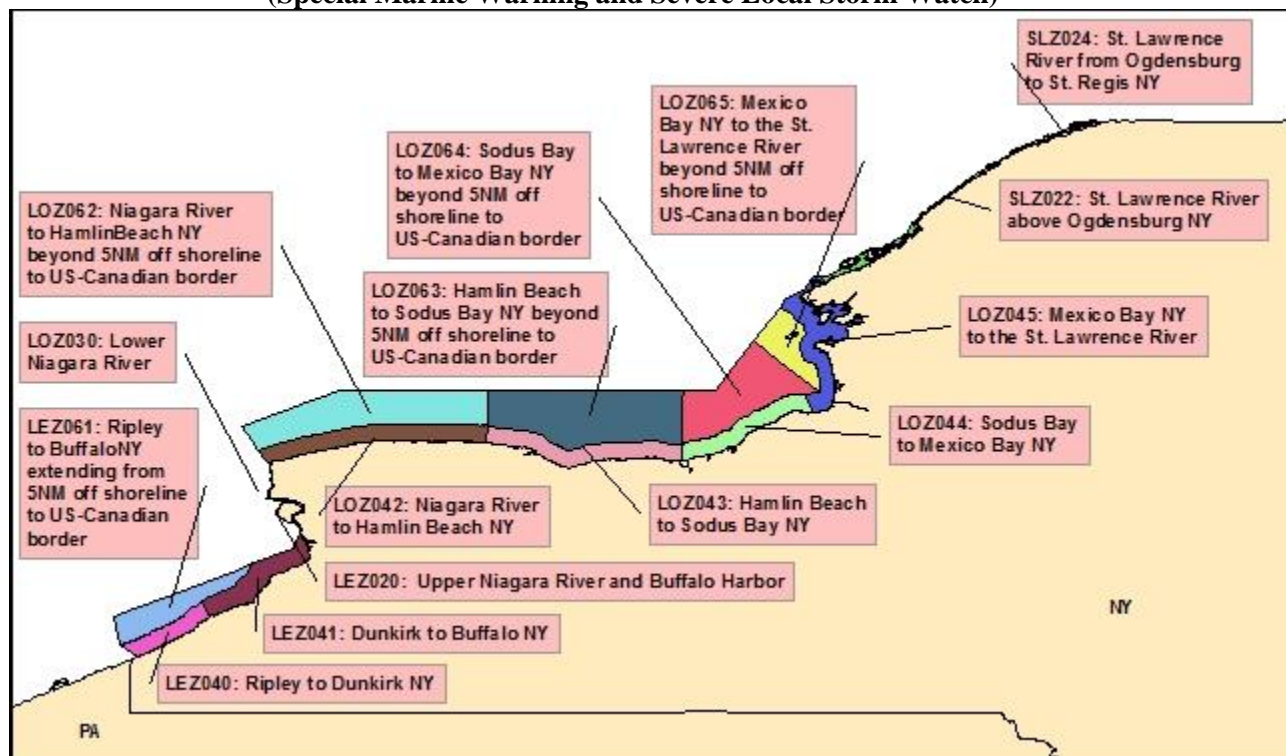 (Special Marine Warning and Severe Local Storm Watch)
SLZ024: St. Lawrence
River from Ogdensburg
to St. Regis NY
LOZ065: Mexico
Bay NY to the St.
Lawrence River
beyond 5NM off
shoreline to
US-Canadian border
LOZ064: Sodus Bay
to Mexico Bay NY
beyond 5NM off
shoreline to
US-Canadian border
SLZ022: St. Lawrence River
above Ogdensburg NY
LOZ062: Niagara River
to HamlinBeach NY
beyond 5NM off shoreline
to US-Canadian border
LOZ063: Hamlin Beach
to Sodus Bay NY beyond
5NM off shoreline to
US-Canadian border
LOZ045: Mexico Bay NY
to the St. Lawrence River
LOZ030: Lower
Niagara River
LEZ061: Ripley
to BuffaloNY
extending from
5NM off shoreline
to US-Canadian
border
LOZ044: Sodus Bay
to Mexico Bay NY
LOZ042: Niagara River
to Hamlin Beach NY
LOZ043: Hamlin Beach
to Sodus Bay NY
LEZ020: Upper Niagara River and Buffalo Harbor
NY
LEZ041: Dunkirk to Buffalo NY
LEZ040: Ripley to Dunkirk NY
PA